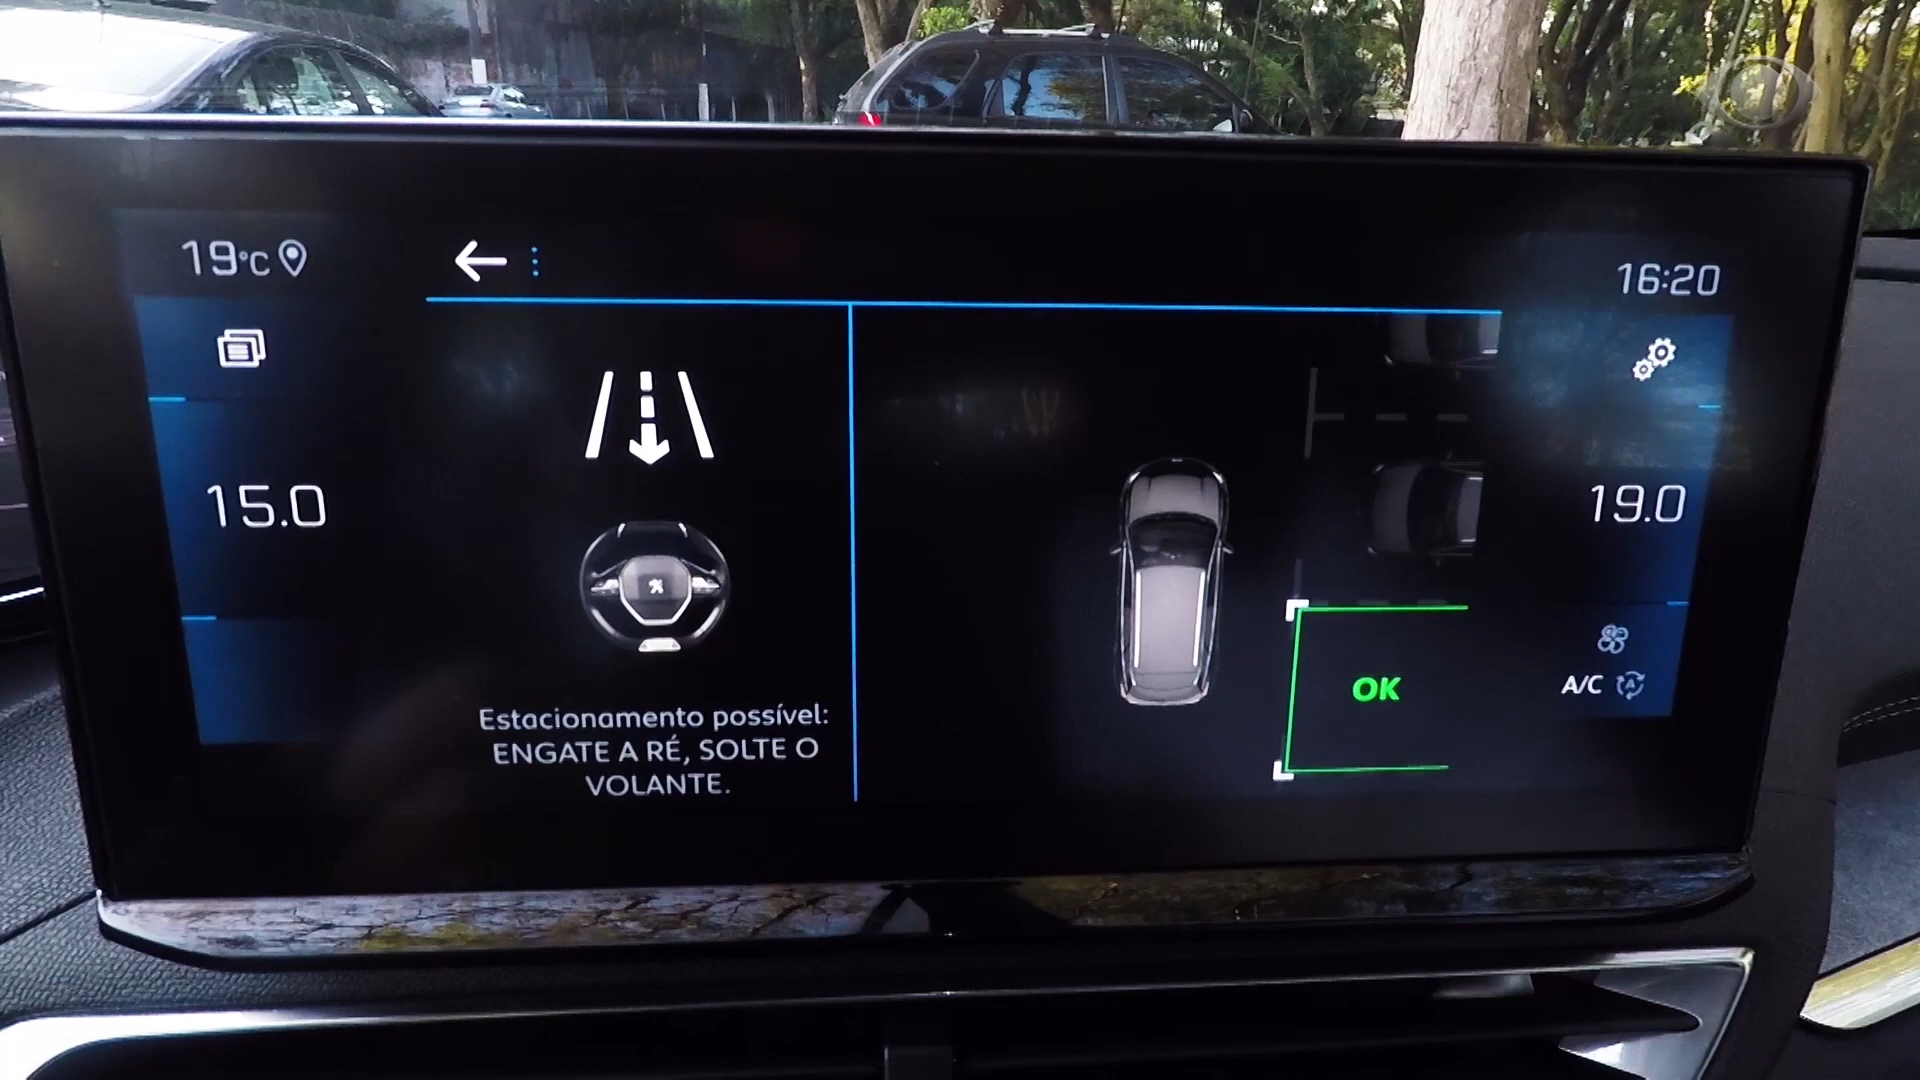 19°C
16:20
15.0
19.0
OK
A/C
A
Estacionamento possível:
ENGATE A RÉ, SOLTE O
VOLANTE.